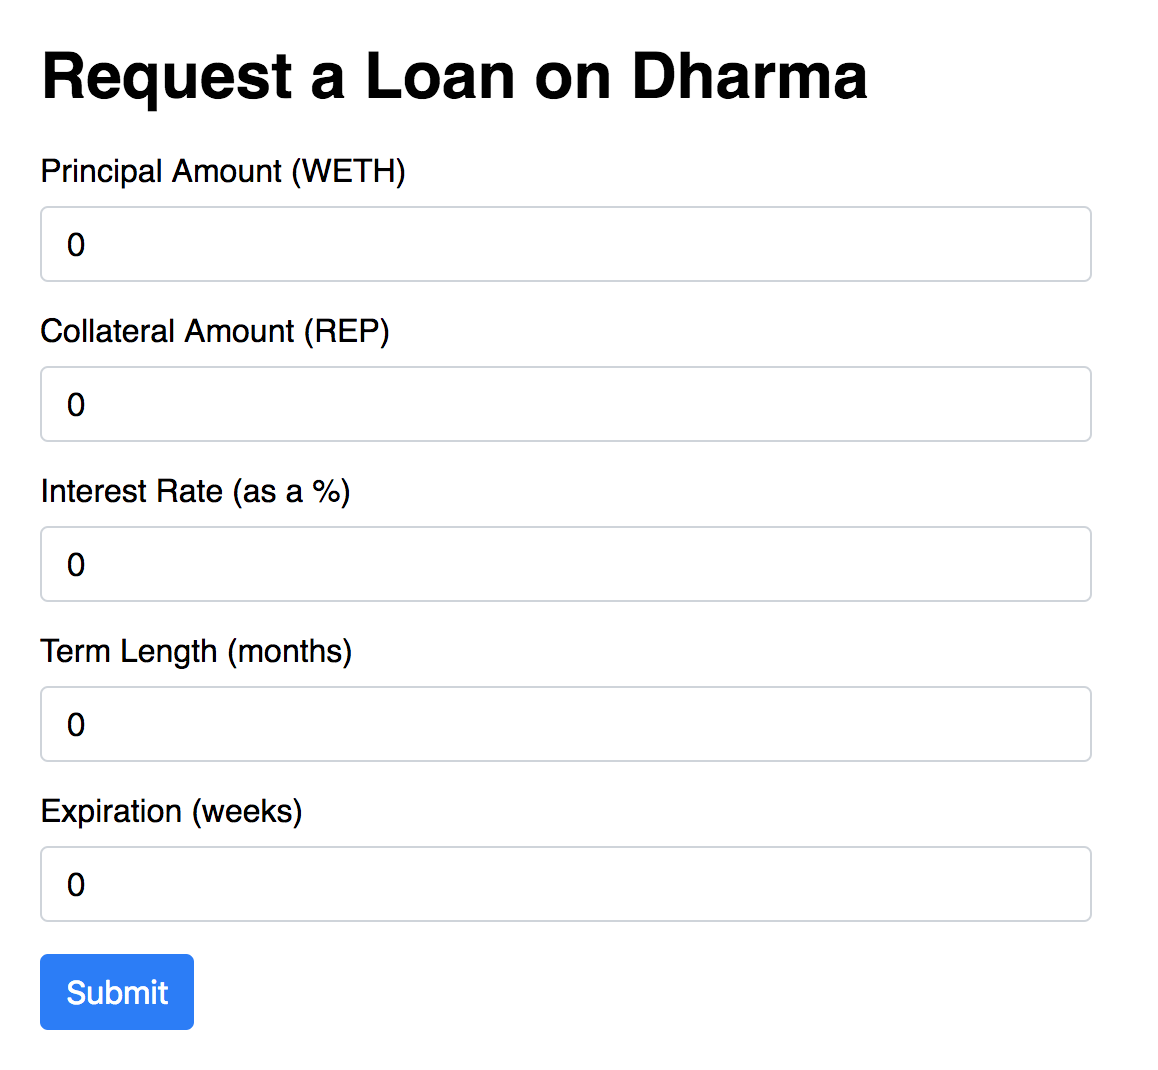 Request a Loan on Dharma
Principal Amount (WETH)
0
Collateral Amount (REP)
0
Interest Rate (as a %)
0
Term Length (months)
0
Expiration (weeks)
0
Submit